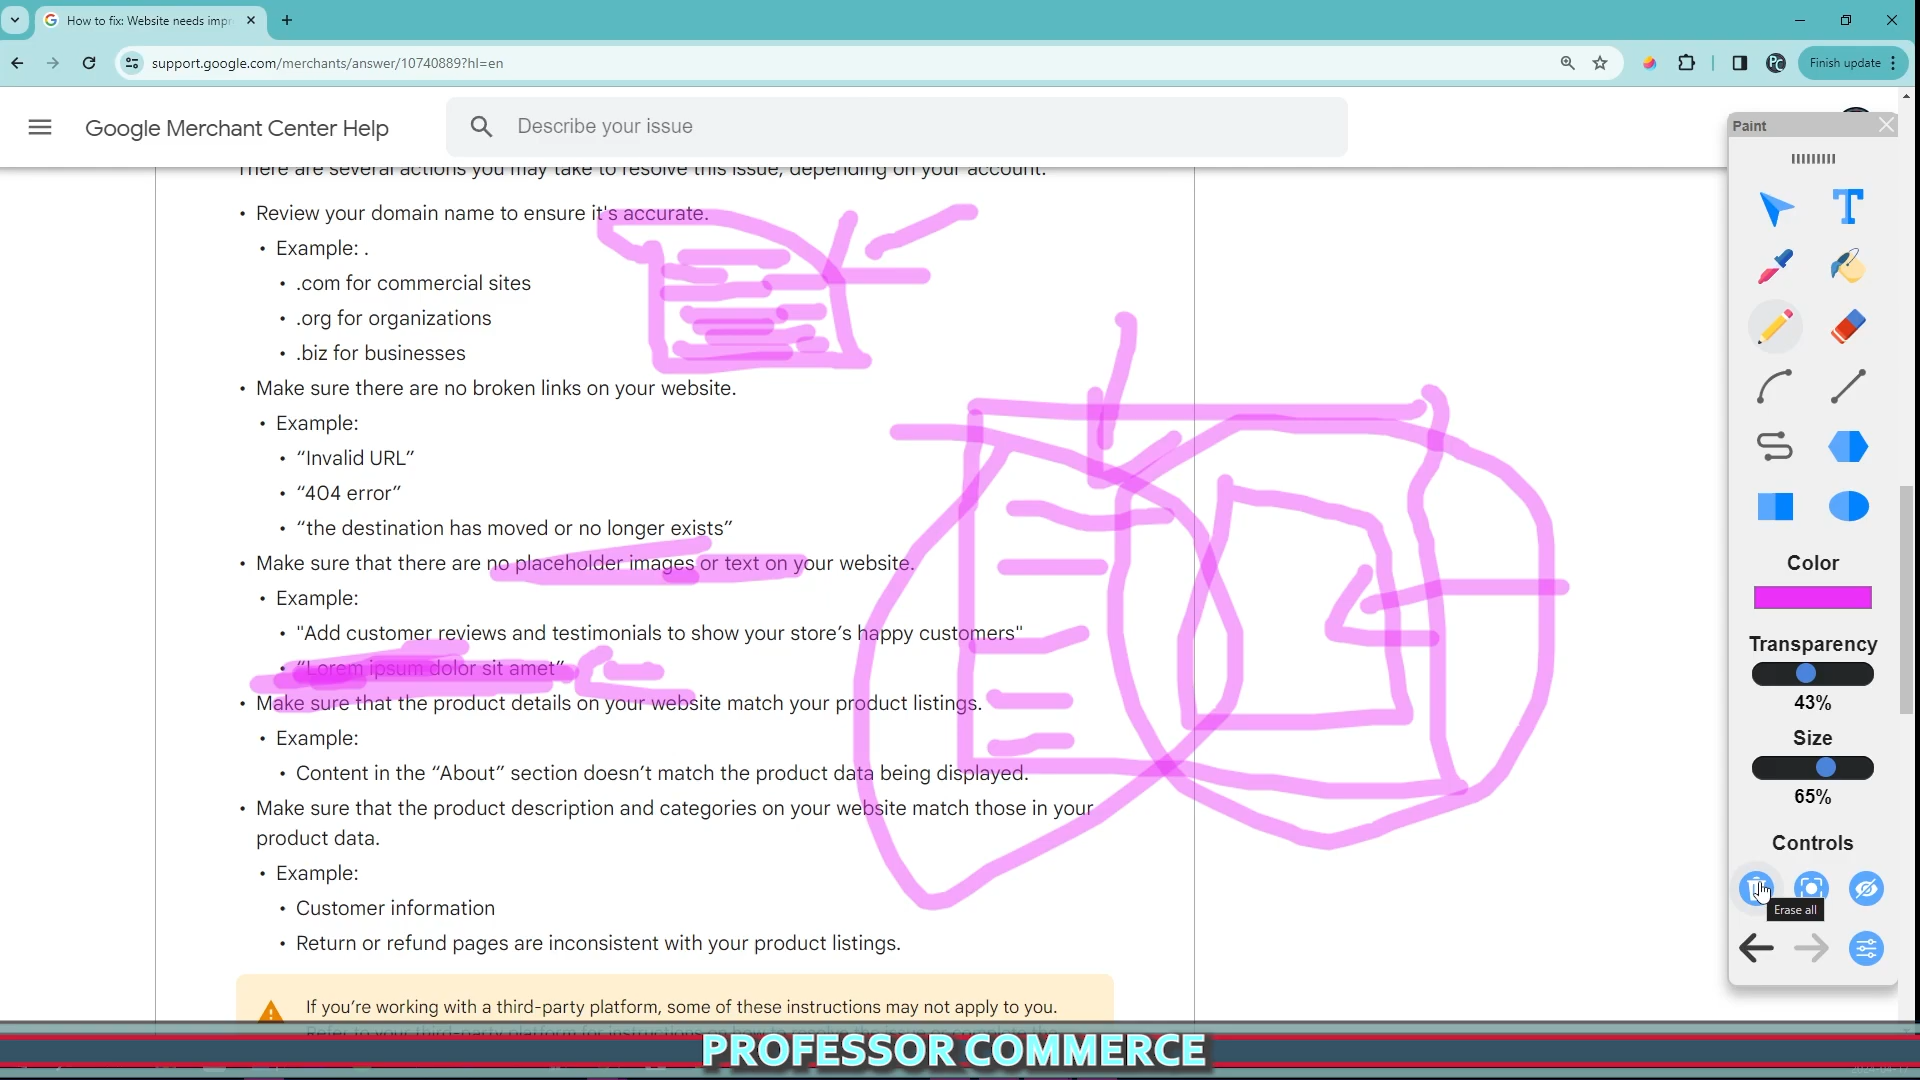 How to fix: Website needs impr
support.google.com/merchants/answer/10740889?hl=en
Finish update
Google Merchant Center Help
Describe your issue
There are several actions you may take to resolve this issue, depending on your account.
• Review your domain name to ensure it's accurate.
• Example: .
• .com for commercial sites
• .org for organizations
• .biz for businesses
• Make sure there are no broken links on your website.
• Example:
• “Invalid URL”
• “404 error”
• “the destination has moved or no longer exists”
• Make sure that there are no placeholder images or text on your website.
• Example:
• "Add customer reviews and testimonials to show your store’s happy customers"
• “Lorem ipsum dolor sit amet”
• Make sure that the product details on your website match your product listings.
• Example:
• Content in the “About” section doesn’t match the product data being displayed.
• Make sure that the product description and categories on your website match those in your
product data.
• Example:
• Customer information
• Return or refund pages are inconsistent with your product listings.
If you’re working with a third-party platform, some of these instructions may not apply to you.
Paint
Color
Transparency
43%
Size
65%
Controls
Erase all
PROFESSOR COMMERCE